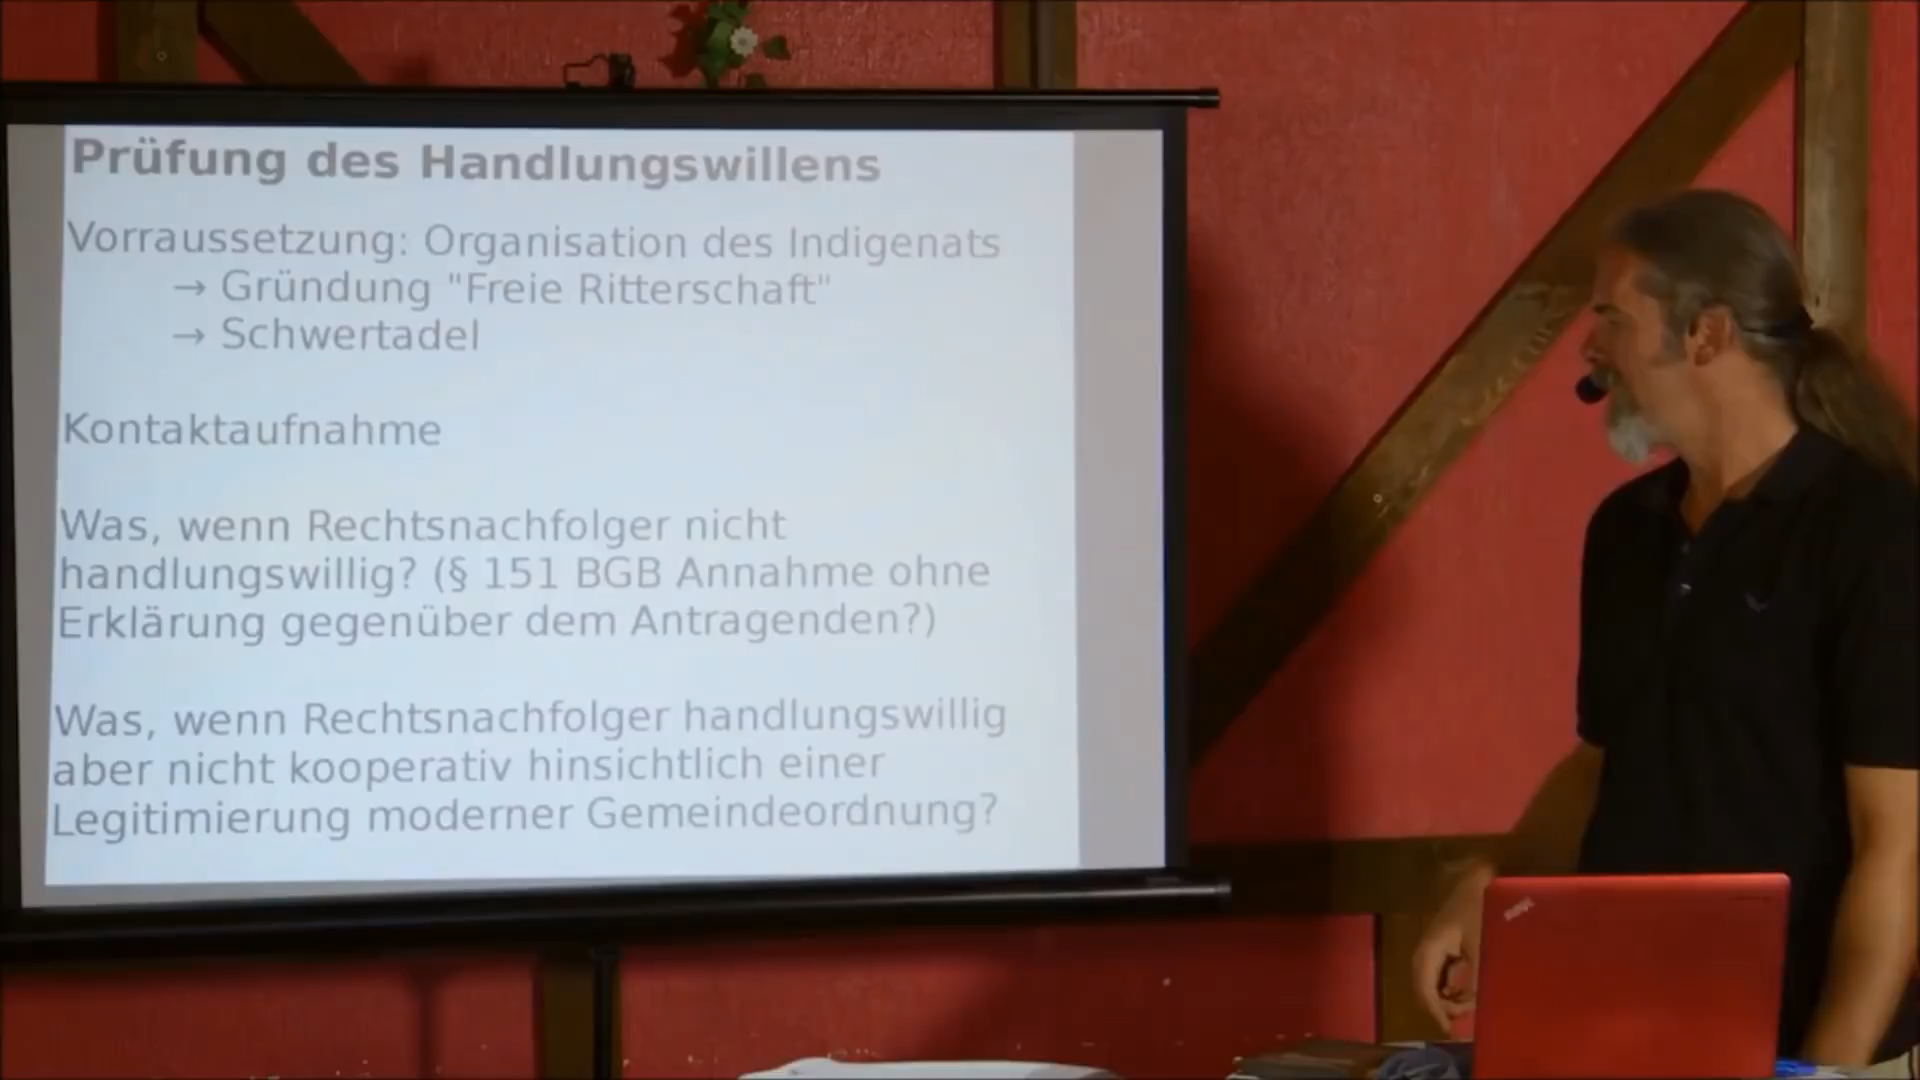 Prüfung des Handlungswillens
Vorraussetzung: Organisation des Indigenats
→ Gründung "Freie Ritterschaft"
→ Schwertadel
Kontaktaufnahme
Was, wenn Rechtsnachfolger nicht
handlungswillig? (§ 151 BGB Annahme ohne
Erklärung gegenüber dem Antragenden?)
Was, wenn Rechtsnachfolger handlungswillig
aber nicht kooperativ hinsichtlich einer
Legitimierung moderner Gemeindeordnung?